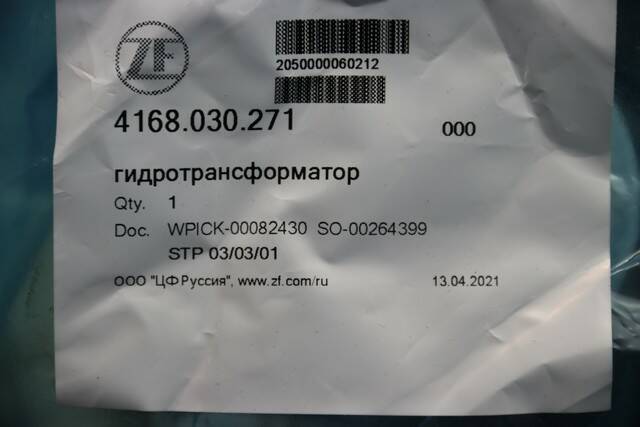 ZF
2050000060212
4168.030.271 000
гидротрансформатор
Qty. 1
Doc. WPICK-00082430 SO-00264399
STP 03/03/01
ООО "ЦФ Руссия", www.zf.com/ru 13.04.2021